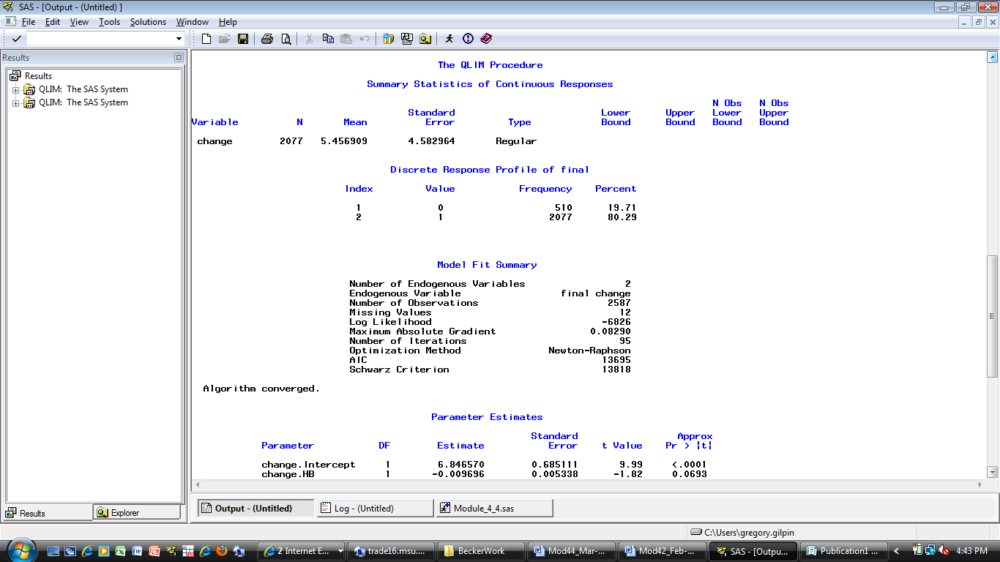 SAS - [Output - (Untitled) ]
File Edit View Tools Solutions Window Help
Results
Results
QLIM: The SAS System
QLIM: The SAS System
The QLIM Procedure
Summary Statistics of Continuous Responses
N Obs N Obs
Standard Lower Upper Lower Upper
Variable N Mean Error Type Bound Bound Bound Bound
change 2077 5.456909 4.582964 Regular
Discrete Response Profile of final
Index Value Frequency Percent
1 0 510 19.71
2 1 2077 80.29
Model Fit Summary
Number of Endogenous Variables 2
Endogenous Variable final change
Number of Observations 2587
Missing Values 12
Log Likelihood -6826
Maximum Absolute Gradient 0.08290
Number of Iterations 95
Optimization Method Newton-Raphson
AIC 13695
Schwarz Criterion 13818
Algorithm converged.
Parameter Estimates
Standard Approx
Parameter DF Estimate Error t Value Pr > |t|
change.Intercept 1 6.846570 0.685111 9.99 <.0001
change.HB 1 -0.009696 0.005338 -1.82 0.0693
Results Explorer
Output - (Untitled) Log - (Untitled) Module_4_4.sas
C:\Users\gregory.gilpin
2 Internet E... trade16.msu.... BeckerWork Mod44_Mar-... Mod42_Feb-... SAS - [Outpu... Publication1 ... 4:43 PM